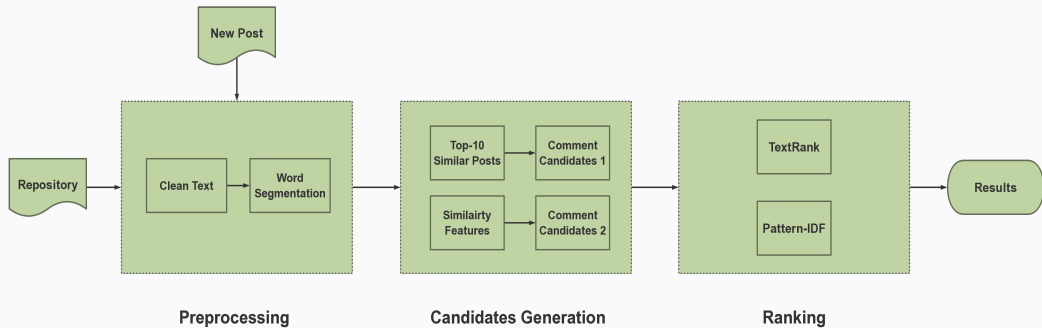 New Post
Repository
Clean Text
Word
Segmentation
Top-10
Similar Posts
Comment
Candidates 1
Similairty
Features
Comment
Candidates 2
TextRank
Pattern-IDF
Results
Preprocessing
Candidates Generation
Ranking